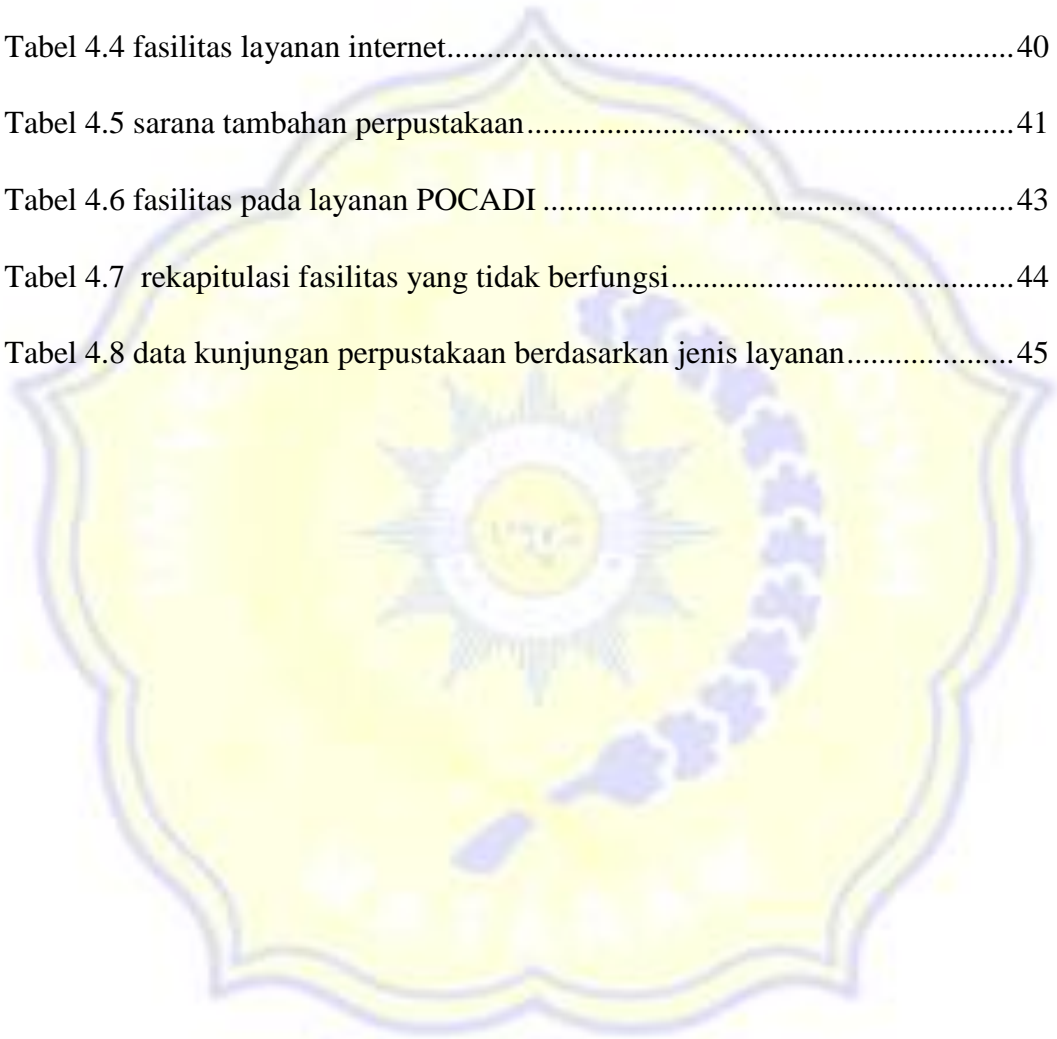 Tabel 4.4 fasilitas layanan internet.......................................................................40
Tabel 4.5 sarana tambahan perpustakaan.............................................................41
Tabel 4.6 fasilitas pada layanan POCADI...........................................................43
Tabel 4.7  rekapitulasi fasilitas yang tidak berfungsi...........................................44
Tabel 4.8 data kunjungan perpustakaan berdasarkan jenis layanan.....................45